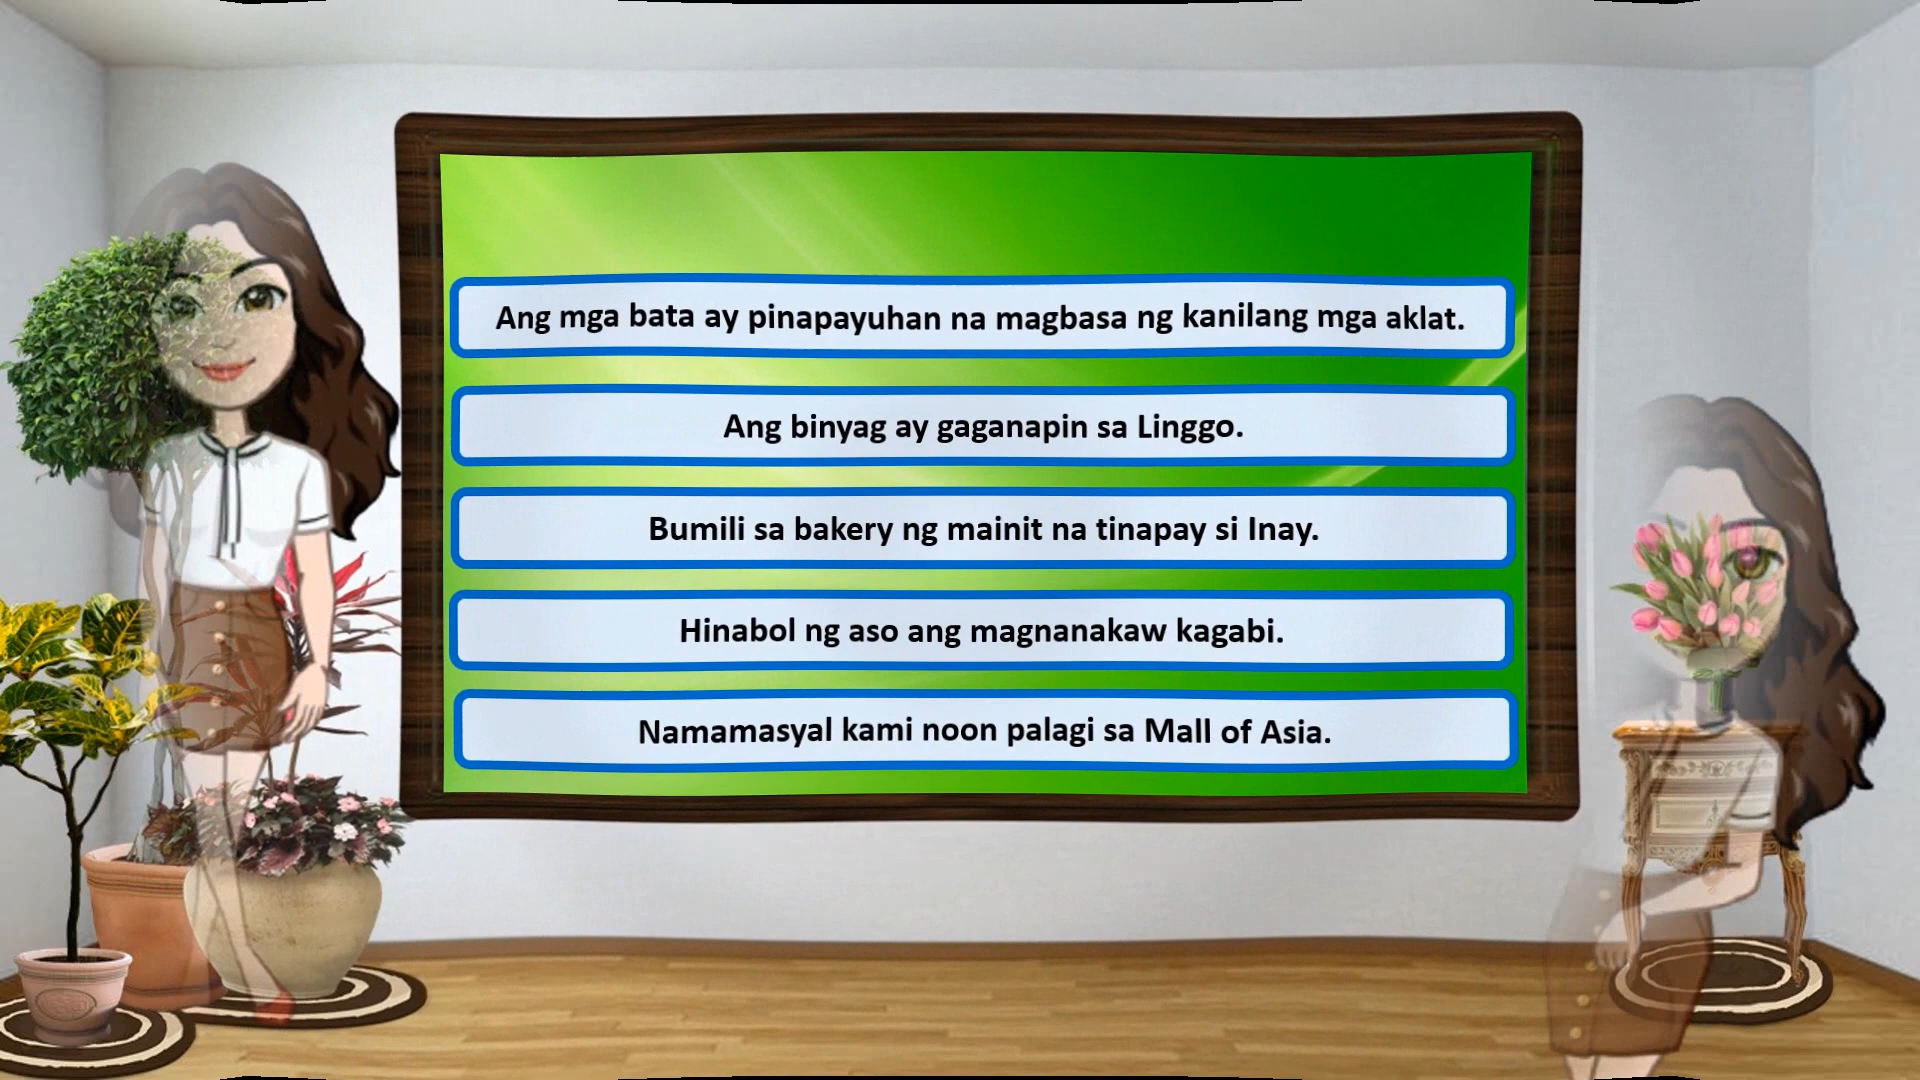 Ang mga bata ay pinapayuhan na magbasa ng kanilang mga aklat.
Ang binyag ay gaganapin sa Linggo.
Bumili sa bakery ng mainit na tinapay si Inay.
Hinabol ng aso ang magnanakaw kagabi.
Namamasyal kami noon palagi sa Mall of Asia.